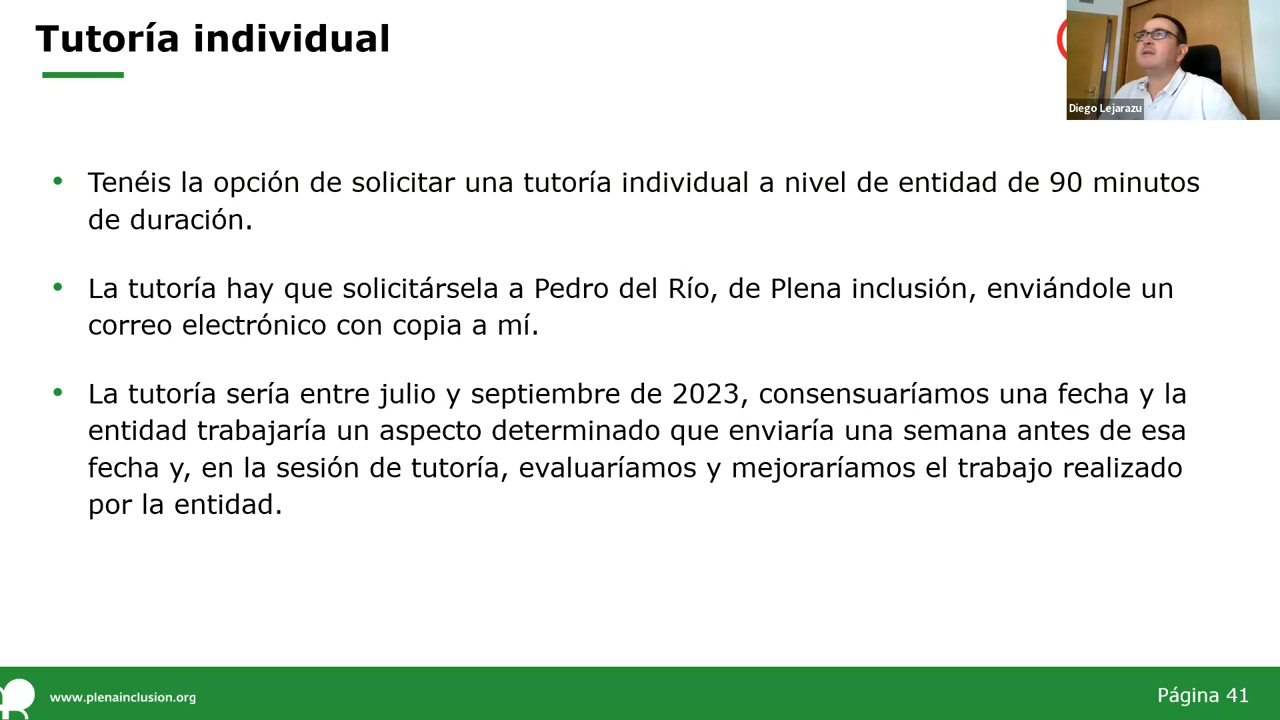 Tutoría individual
Diego Lejarazu
• Tenéis la opción de solicitar una tutoría individual a nivel de entidad de 90 minutos
de duración.
• La tutoría hay que solicitársela a Pedro del Río, de Plena inclusión, enviándole un
correo electrónico con copia a mí.
• La tutoría sería entre julio y septiembre de 2023, consensuaríamos una fecha y la
entidad trabajaría un aspecto determinado que enviaría una semana antes de esa
fecha y, en la sesión de tutoría, evaluaríamos y mejoraríamos el trabajo realizado
por la entidad.
www.plenainclusion.org
Página 41